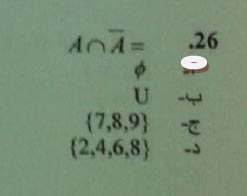 .26 A∩A̅=
ϕ
ب- U
ج- {7,8,9}
د- {2,4,6,8}